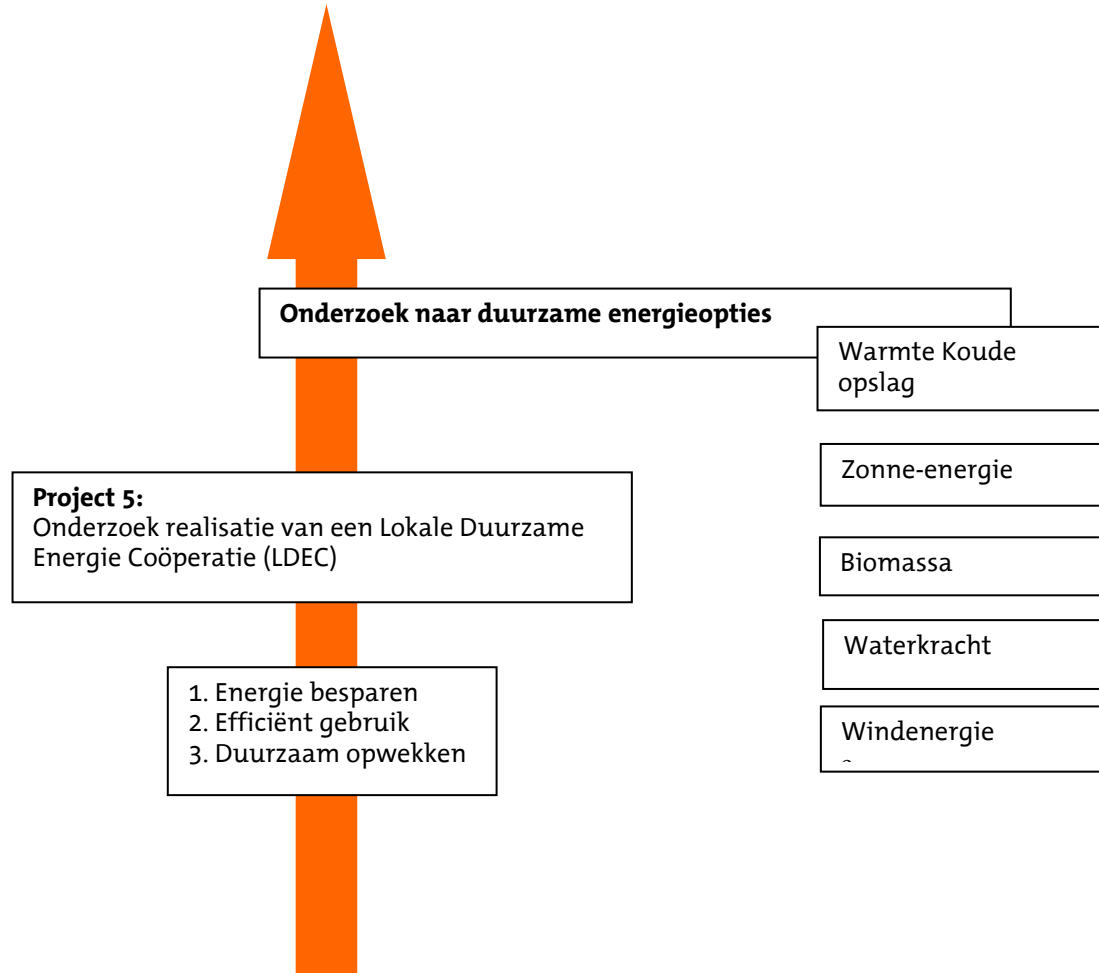 Onderzoek naar duurzame energieopties
Warmte Koude
opslag
Project 5:
Onderzoek realisatie van een Lokale Duurzame
Energie Coöperatie (LDEC)
Zonne-energie
Biomassa
Waterkracht
1. Energie besparen
2. Efficiënt gebruik
3. Duurzaam opwekken
Windenergie